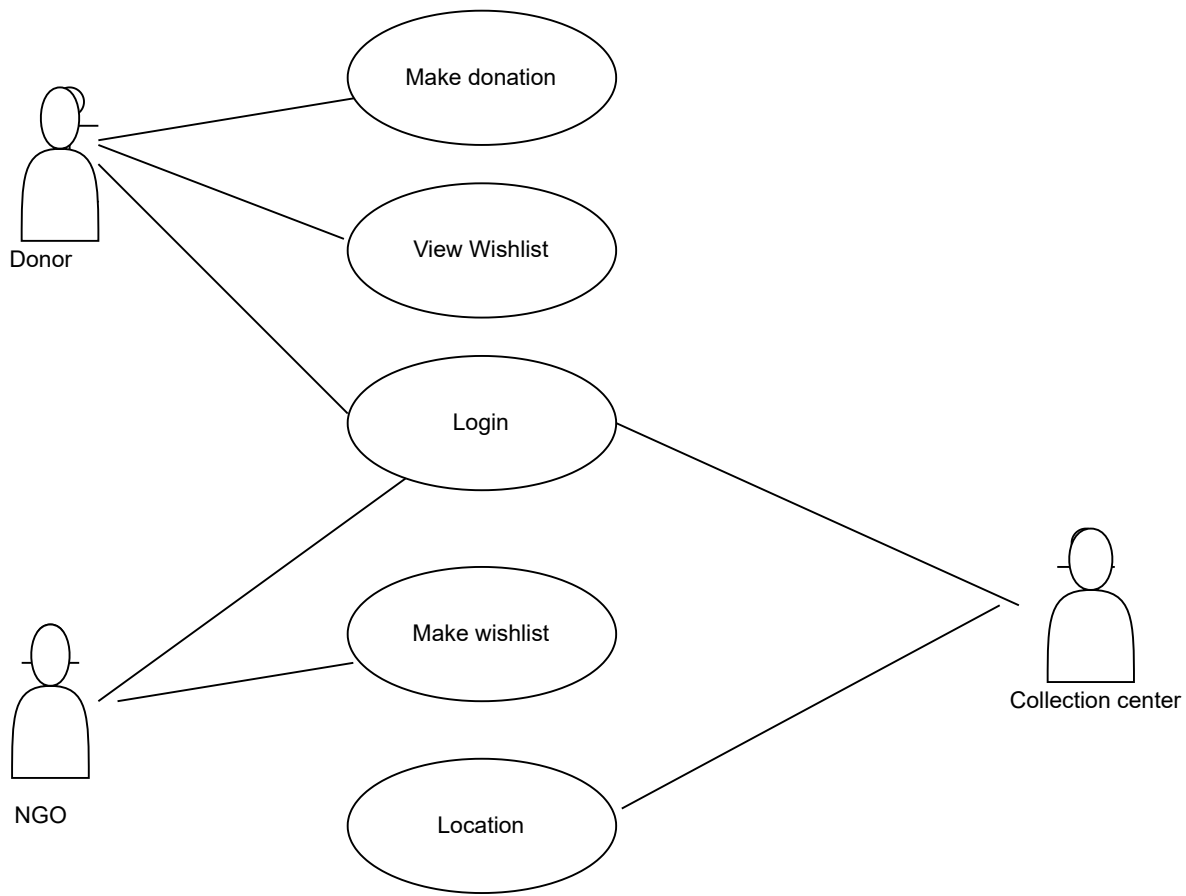 Make donation
View Wishlist
Donor
Login
Make wishlist
Collection center
NGO
Location